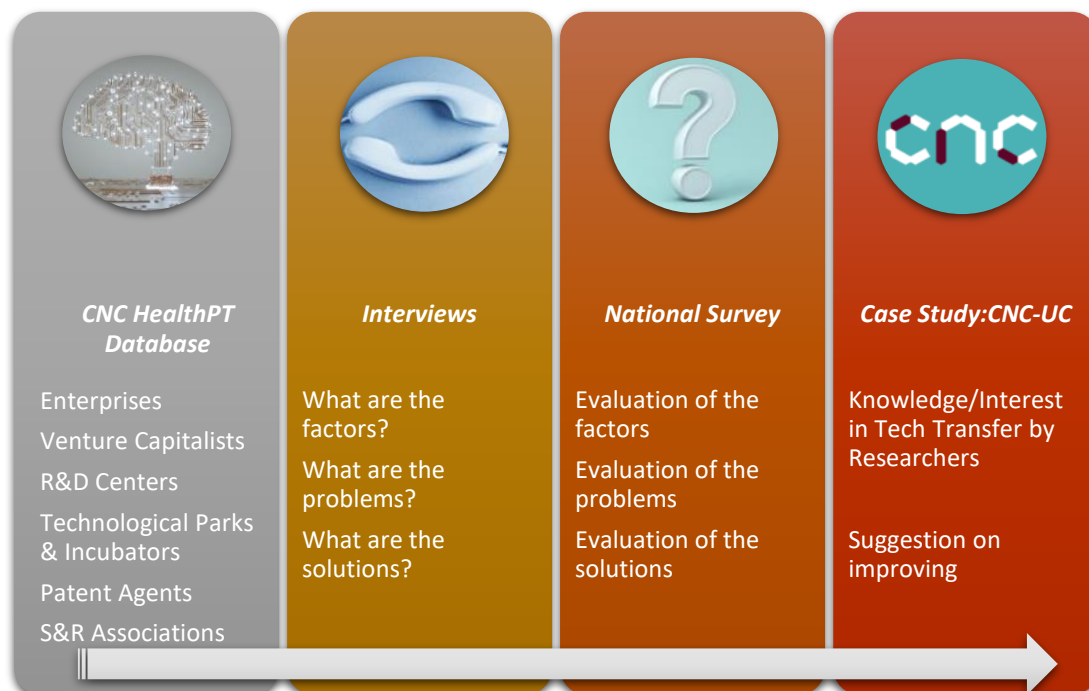 cnc
CNC HealthPT
Database
Enterprises
Venture Capitalists
R&D Centers
Technological Parks
& Incubators
Patent Agents
S&R Associations
Interviews
What are the
factors?
What are the
problems?
What are the
solutions?
National Survey
Evaluation of the
factors
Evaluation of the
problems
Evaluation of the
solutions
Case Study:CNC-UC
Knowledge/Interest
in Tech Transfer by
Researchers
Suggestion on
improving